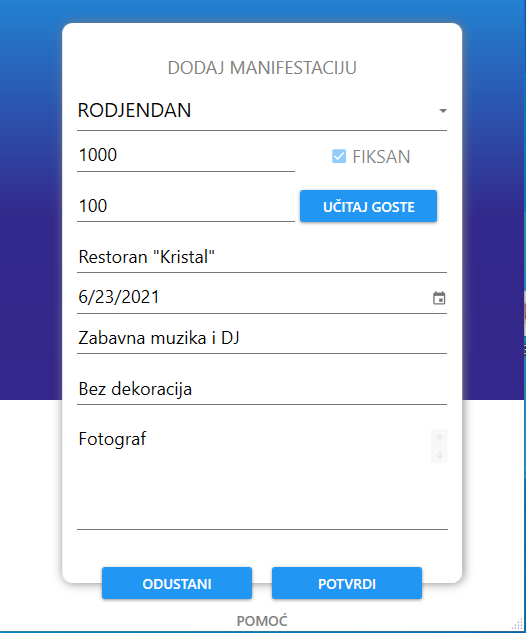 DODAJ MANIFESTACIJU
RODJENDAN
1000
FIKSAN
100
UČITAJ GOSTE
Restoran "Kristal"
6/23/2021
Zabavna muzika i DJ
Bez dekoracija
Fotograf
ODUSTANI
POTVRDI
POMOĆ